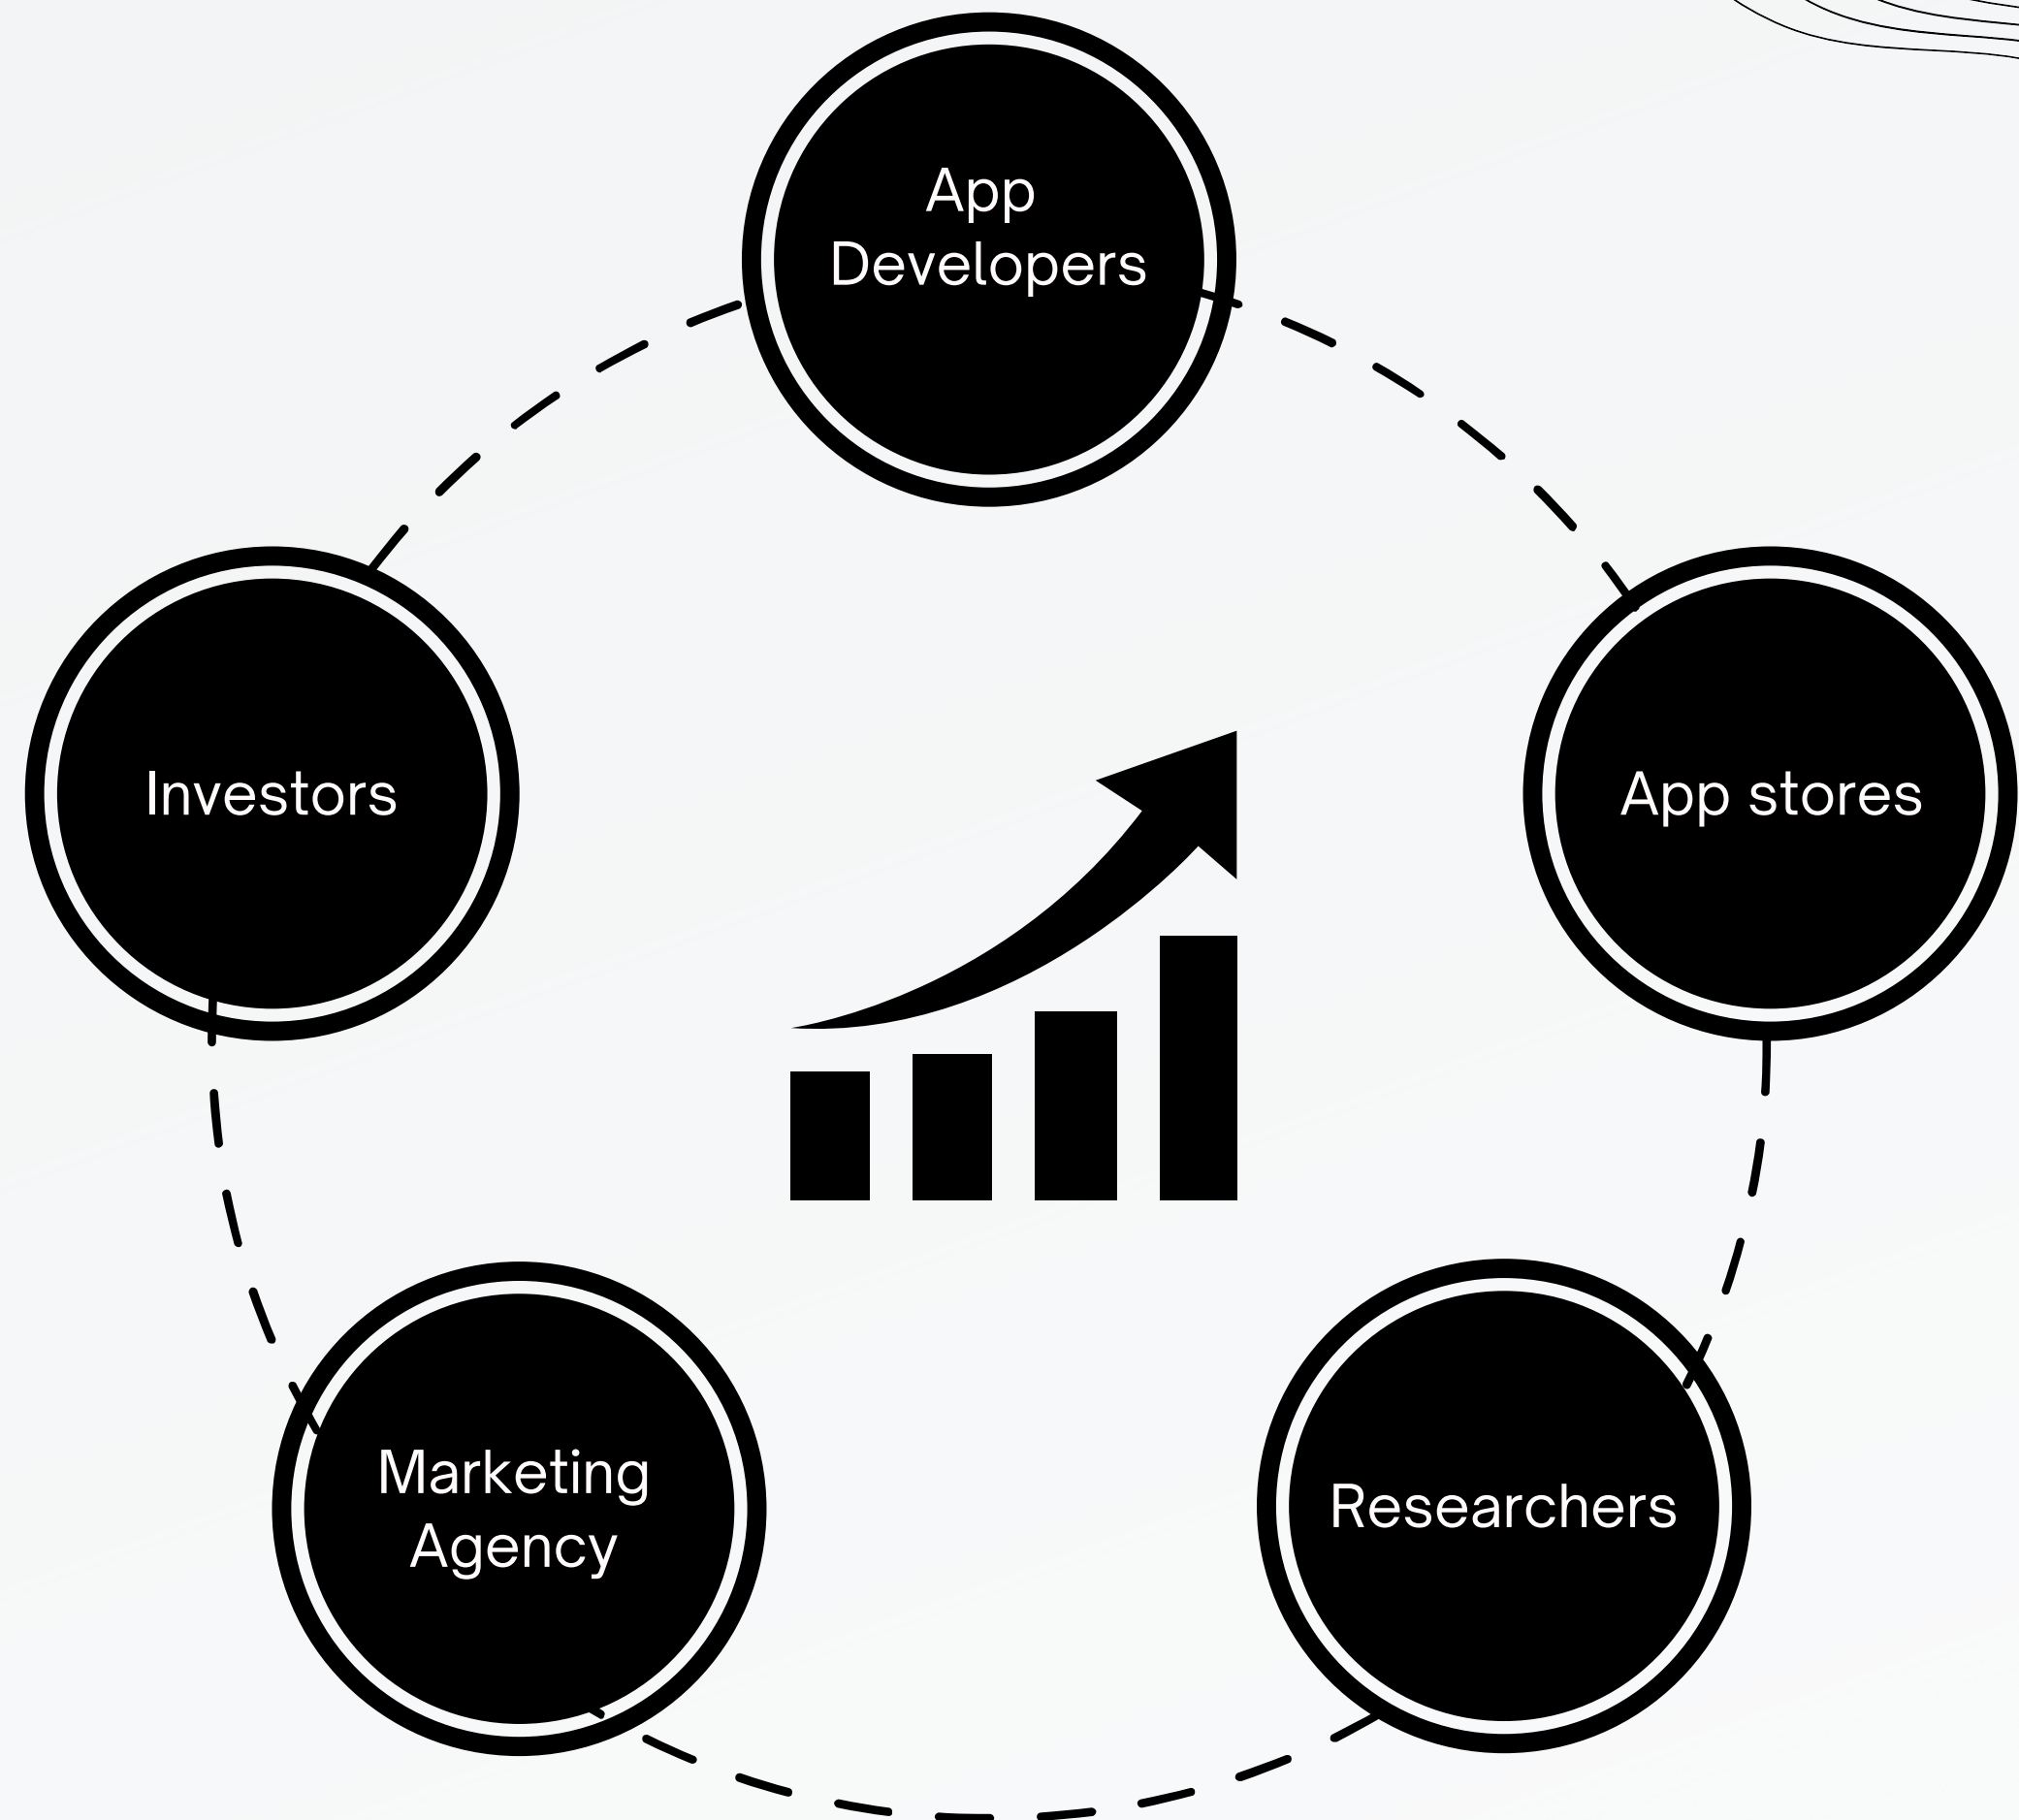 App
Developers
Investors
App stores
Marketing
Agency
Researchers